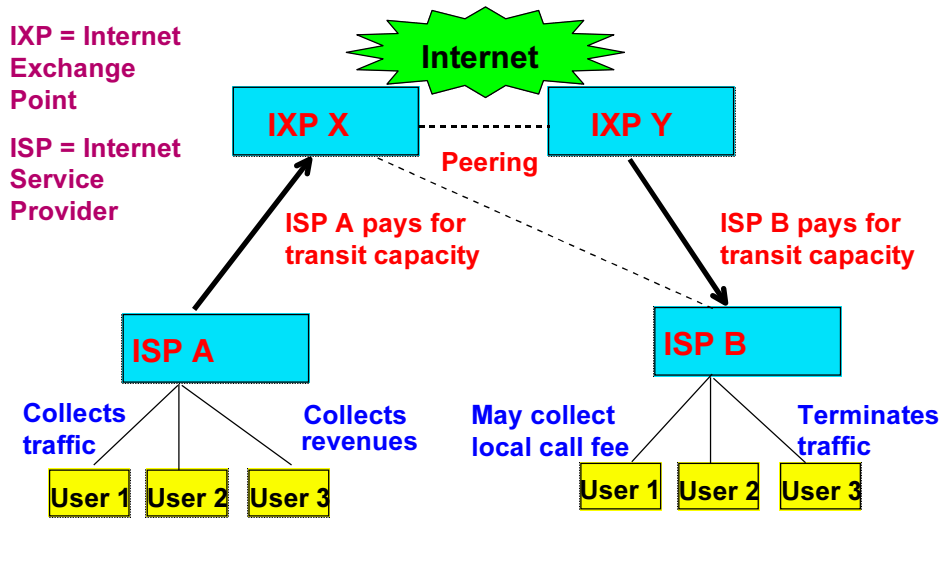 IXP = Internet
Exchange
Point
ISP = Internet
Service
Provider
Internet
IXP X
IXP Y
Peering
ISP A pays for
transit capacity
ISP B pays for
transit capacity
ISP A
ISP B
Collects
traffic
Collects
revenues
May collect
local call fee
Terminates
traffic
User 1
User 2
User 3
User 1
User 2
User 3